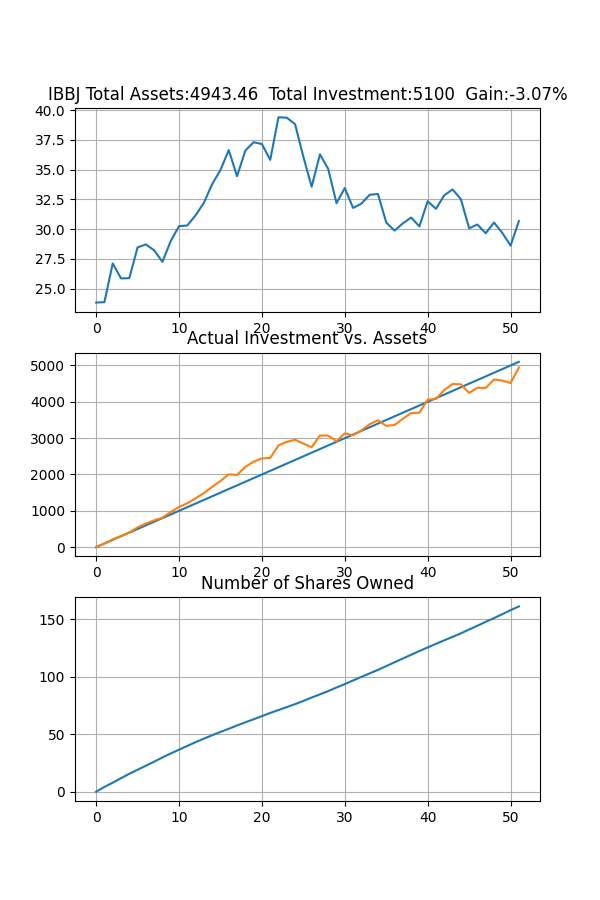 IBBJ Total Assets:4943.46  Total Investment:5100  Gain:-3.07%
40.0
37.5
35.0
32.5
30.0
27.5
25.0
0 10 20 30 40 50
Actual Investment vs. Assets
5000
4000
3000
2000
1000
0
0 10 20 30 40 50
Number of Shares Owned
150
100
50
0
0 10 20 30 40 50